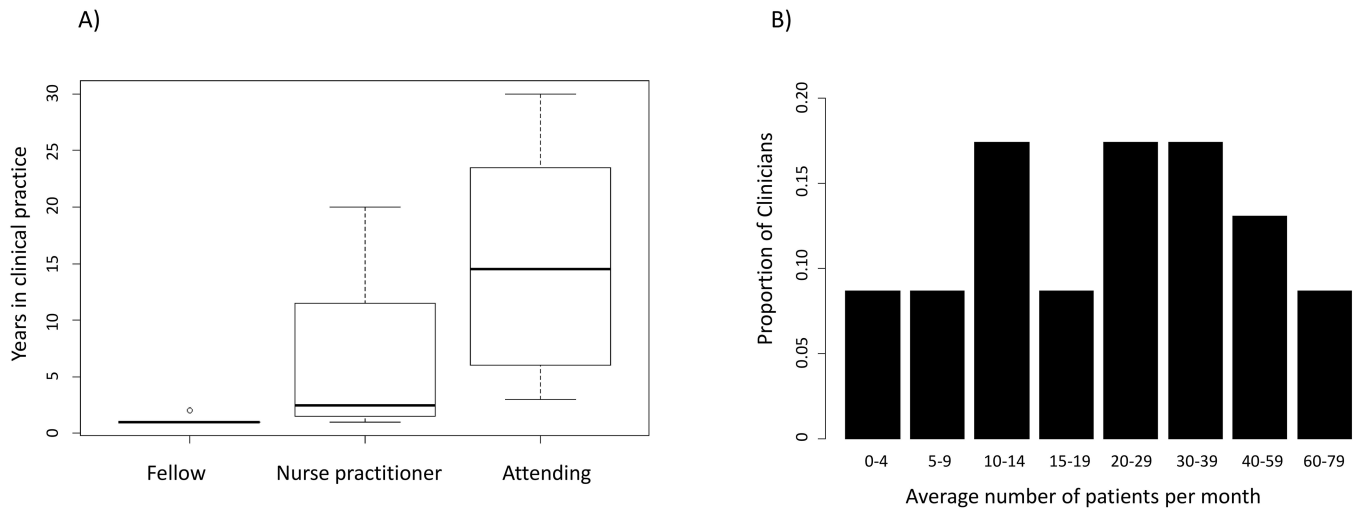 A)
Years in clinical practice
30
25
20
15
10
5
0
Fellow Nurse practitioner Attending
B)
Proportion of Clinicians
0.20
0.15
0.10
0.05
0
0-4 5-9 10-14 15-19 20-29 30-39 40-59 60-79
Average number of patients per month